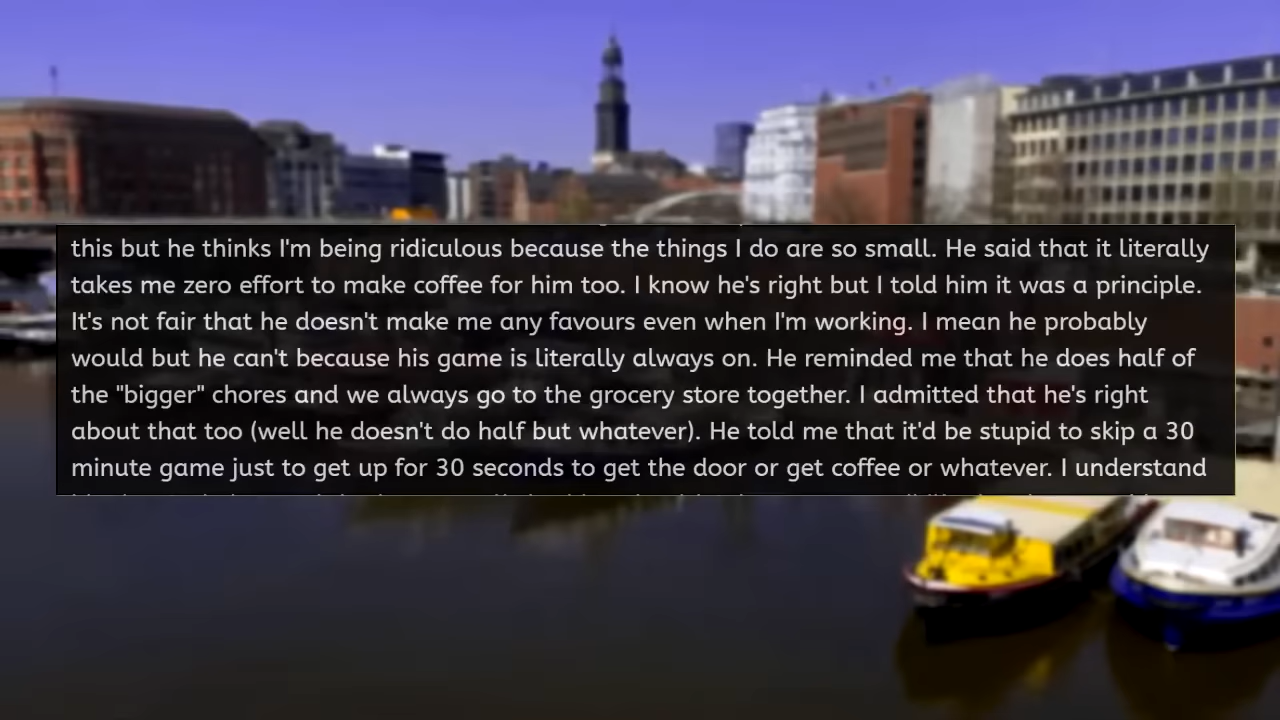 this but he thinks I'm being ridiculous because the things I do are so small. He said that it literally
takes me zero effort to make coffee for him too. I know he's right but I told him it was a principle.
It's not fair that he doesn't make me any favours even when I'm working. I mean he probably
would but he can't because his game is literally always on. He reminded me that he does half of
the "bigger" chores and we always go to the grocery store together. I admitted that he's right
about that too (well he doesn't do half but whatever). He told me that it'd be stupid to skip a 30
minute game just to get up for 30 seconds to get the door or get coffee or whatever. I understand